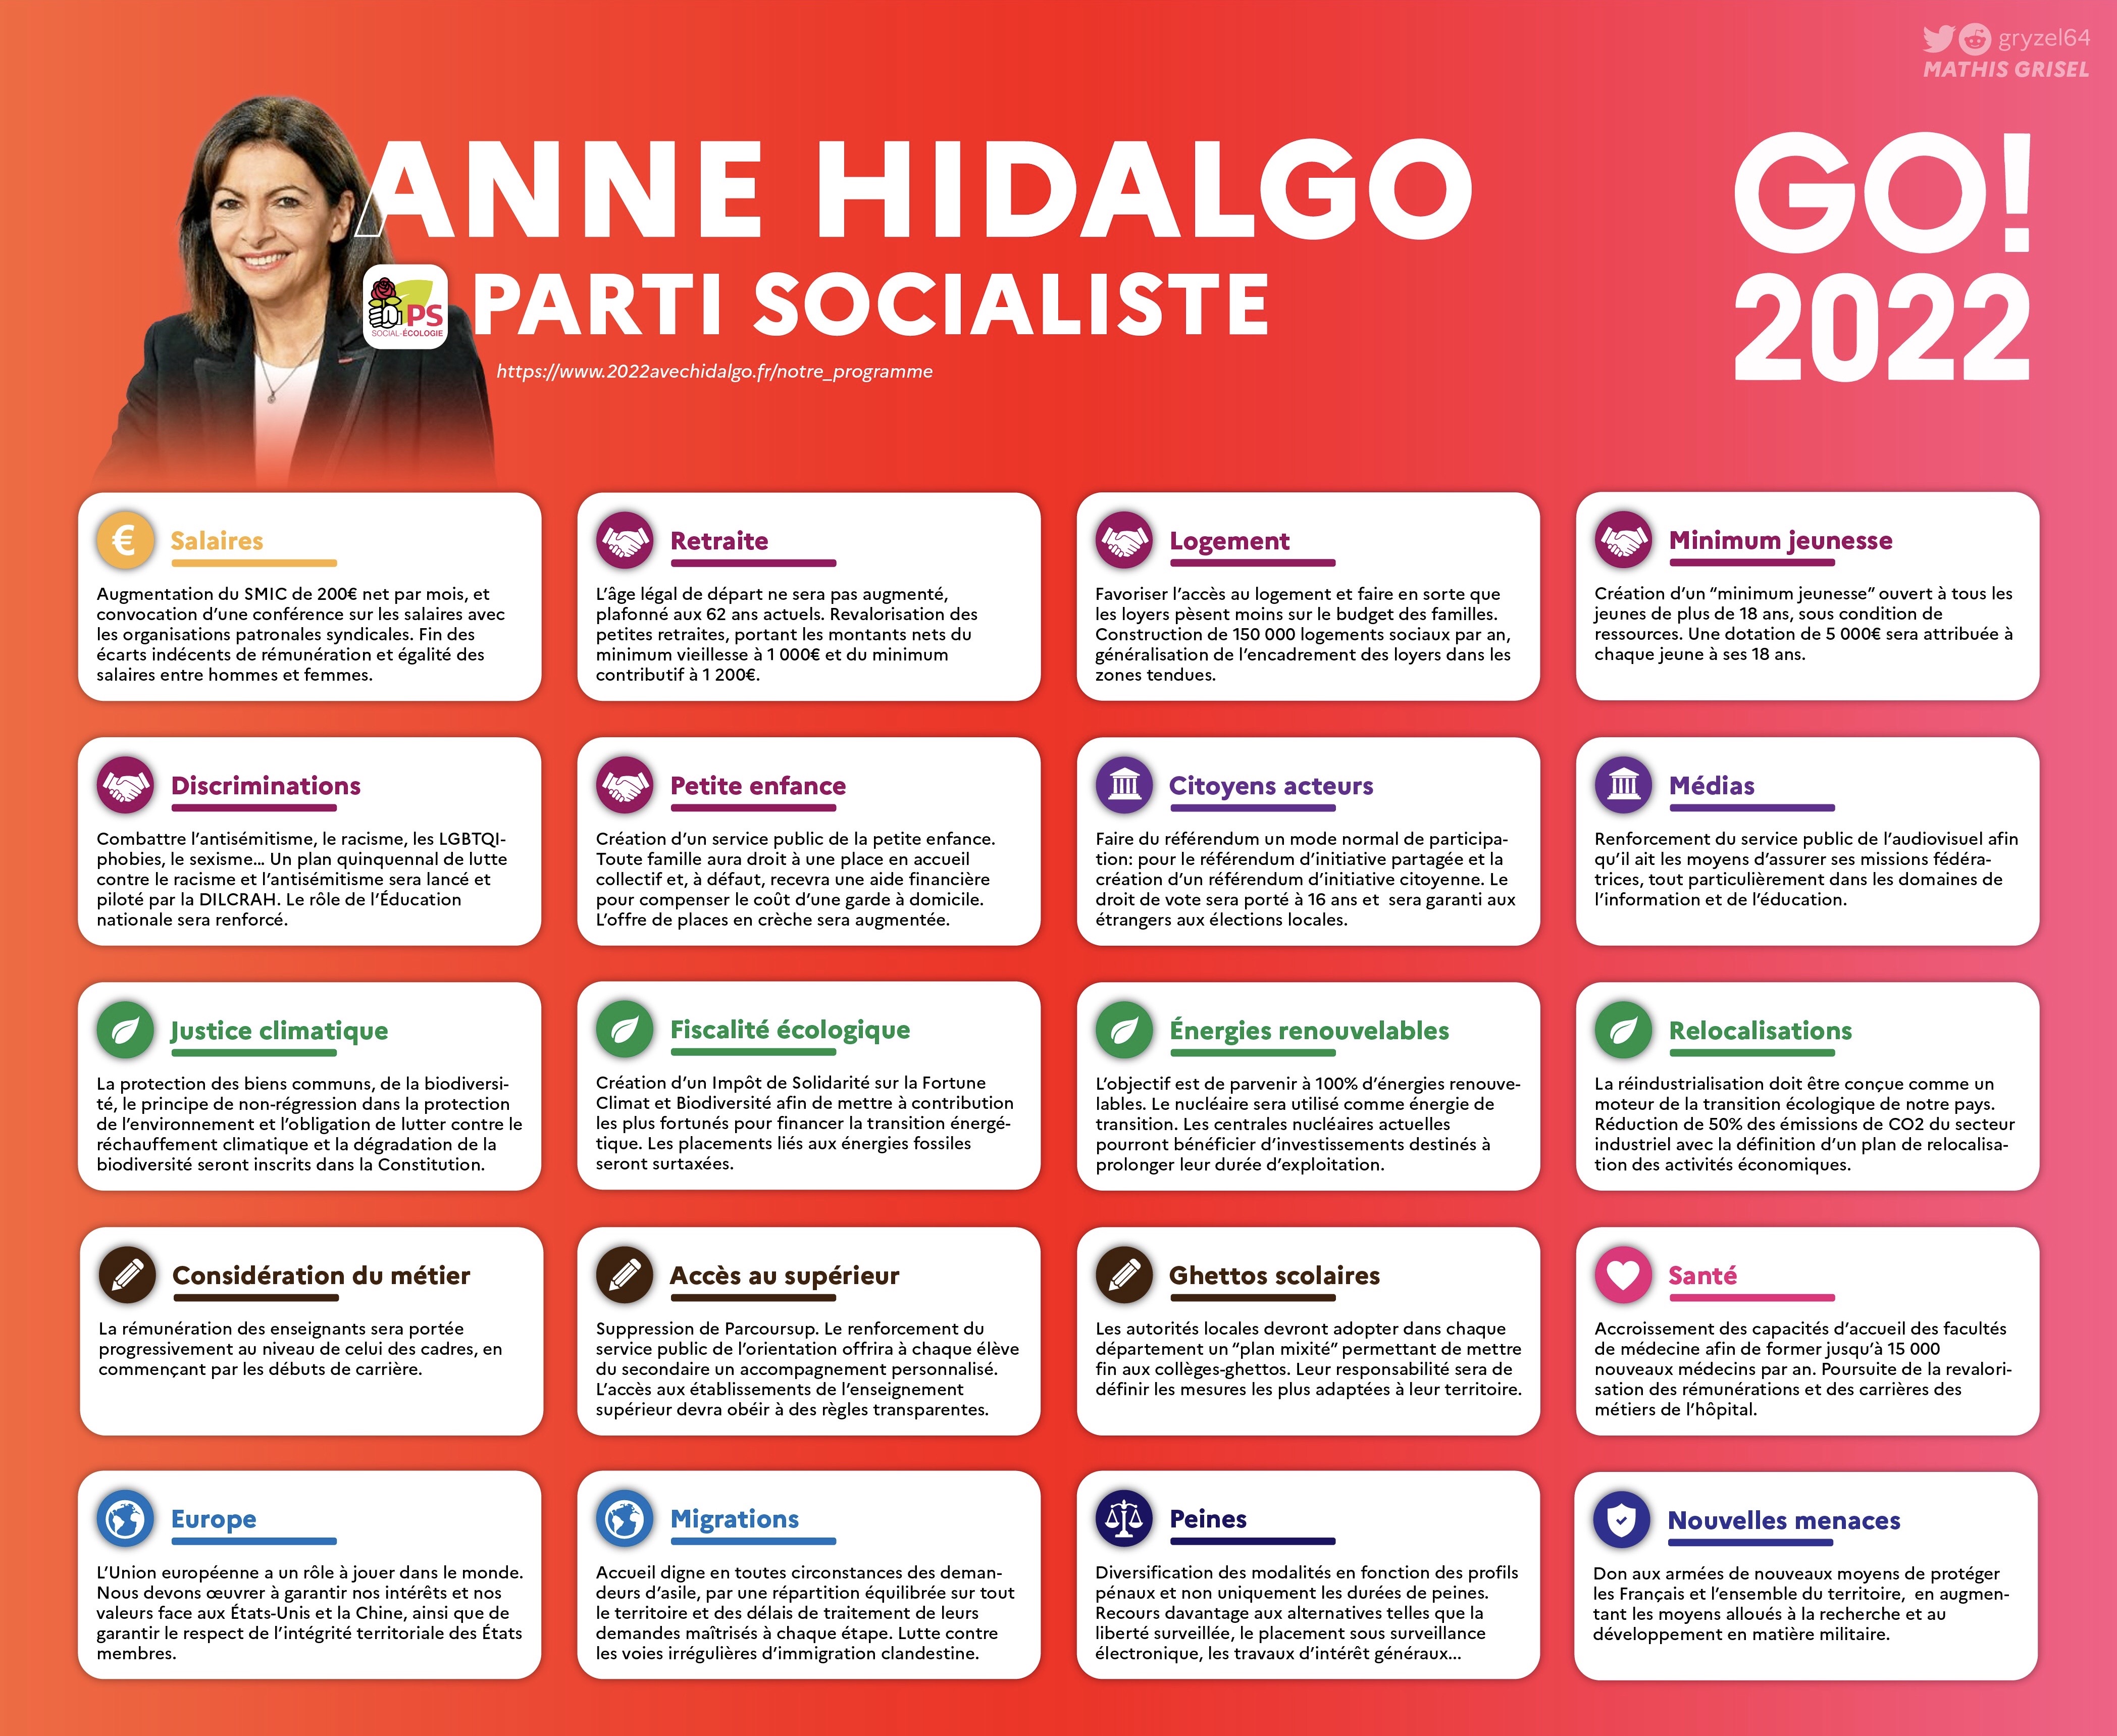 gryzel64
MATHIS GRISEL
ANNE HIDALGO
GO!
PS
SOCIAL-ÉCOLOGIE
PARTI SOCIALISTE
2022
https://www.2022avechidalgo.fr/notre_programme
€
Salaires
Augmentation du SMIC de 200€ net par mois, et
convocation d’une conférence sur les salaires avec
les organisations patronales syndicales. Fin des
écarts indécents de rémunération et égalité des
salaires entre hommes et femmes.
Retraite
L’âge légal de départ ne sera pas augmenté,
plafonné aux 62 ans actuels. Revalorisation des
petites retraites, portant les montants nets du
minimum vieillesse à 1 000€ et du minimum
contributif à 1 200€.
Logement
Favoriser l’accès au logement et faire en sorte que
les loyers pèsent moins sur le budget des familles.
Construction de 150 000 logements sociaux par an,
généralisation de l’encadrement des loyers dans les
zones tendues.
Minimum jeunesse
Création d’un “minimum jeunesse” ouvert à tous les
jeunes de plus de 18 ans, sous condition de
ressources. Une dotation de 5 000€ sera attribuée à
chaque jeune à ses 18 ans.
Discriminations
Combattre l’antisémitisme, le racisme, les LGBTQI-
phobies, le sexisme... Un plan quinquennal de lutte
contre le racisme et l’antisémitisme sera lancé et
piloté par la DILCRAH. Le rôle de l’Éducation
nationale sera renforcé.
Petite enfance
Création d’un service public de la petite enfance.
Toute famille aura droit à une place en accueil
collectif et, à défaut, recevra une aide financière
pour compenser le coût d’une garde à domicile.
L’offre de places en crèche sera augmentée.
Citoyens acteurs
Faire du référendum un mode normal de participa-
tion: pour le référendum d’initiative partagée et la
création d’un référendum d’initiative citoyenne. Le
droit de vote sera porté à 16 ans et  sera garanti aux
étrangers aux élections locales.
Médias
Renforcement du service public de l’audiovisuel afin
qu’il ait les moyens d’assurer ses missions fédéra-
trices, tout particulièrement dans les domaines de
l’information et de l’éducation.
Justice climatique
La protection des biens communs, de la biodiversi-
té, le principe de non-régression dans la protection
de l’environnement et l’obligation de lutter contre le
réchauffement climatique et la dégradation de la
biodiversité seront inscrits dans la Constitution.
Fiscalité écologique
Création d’un Impôt de Solidarité sur la Fortune
Climat et Biodiversité afin de mettre à contribution
les plus fortunés pour financer la transition énergé-
tique. Les placements liés aux énergies fossiles
seront surtaxées.
Énergies renouvelables
L’objectif est de parvenir à 100% d’énergies renouve-
lables. Le nucléaire sera utilisé comme énergie de
transition. Les centrales nucléaires actuelles
pourront bénéficier d’investissements destinés à
prolonger leur durée d’exploitation.
Relocalisations
La réindustrialisation doit être conçue comme un
moteur de la transition écologique de notre pays.
Réduction de 50% des émissions de CO2 du secteur
industriel avec la définition d’un plan de relocalisa-
tion des activités économiques.
Considération du métier
La rémunération des enseignants sera portée
progressivement au niveau de celui des cadres, en
commençant par les débuts de carrière.
Accès au supérieur
Suppression de Parcoursup. Le renforcement du
service public de l’orientation offrira à chaque élève
du secondaire un accompagnement personnalisé.
L’accès aux établissements de l’enseignement
supérieur devra obéir à des règles transparentes.
Ghettos scolaires
Les autorités locales devront adopter dans chaque
département un “plan mixité” permettant de mettre
fin aux collèges-ghettos. Leur responsabilité sera de
définir les mesures les plus adaptées à leur territoire.
Santé
Accroissement des capacités d’accueil des facultés
de médecine afin de former jusqu’à 15 000
nouveaux médecins par an. Poursuite de la revalori-
sation des rémunérations et des carrières des
métiers de l’hôpital.
Europe
L’Union européenne a un rôle à jouer dans le monde.
Nous devons œuvrer à garantir nos intérêts et nos
valeurs face aux États-Unis et la Chine, ainsi que de
garantir le respect de l’intégrité territoriale des États
membres.
Migrations
Accueil digne en toutes circonstances des deman-
deurs d’asile, par une répartition équilibrée sur tout
le territoire et des délais de traitement de leurs
demandes maîtrisés à chaque étape. Lutte contre
les voies irrégulières d’immigration clandestine.
Peines
Diversification des modalités en fonction des profils
pénaux et non uniquement les durées de peines.
Recours davantage aux alternatives telles que la
liberté surveillée, le placement sous surveillance
électronique, les travaux d’intérêt généraux...
Nouvelles menaces
Don aux armées de nouveaux moyens de protéger
les Français et l’ensemble du territoire,  en augmen-
tant les moyens alloués à la recherche et au
développement en matière militaire.